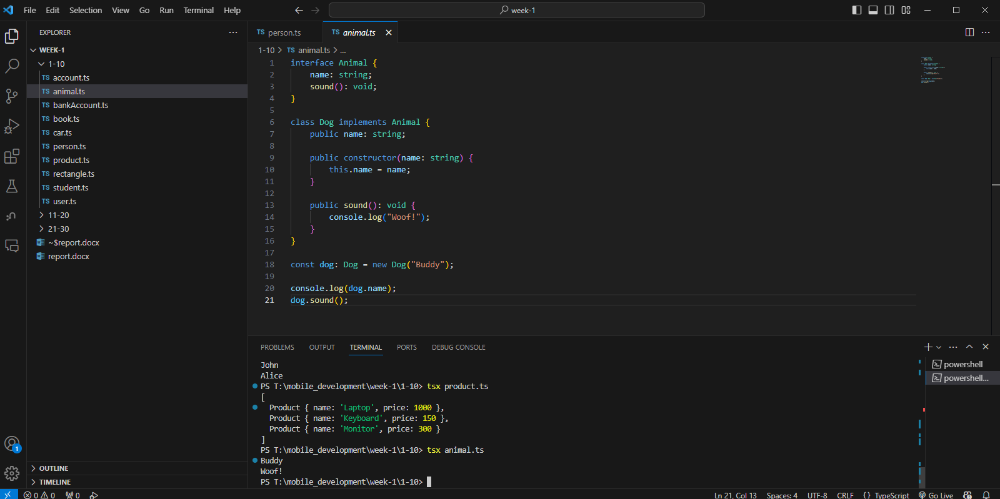 File Edit Selection View Go Run Terminal Help
week-1
EXPLORER
WEEK-1
1-10
TS account.ts
TS animal.ts
TS bankAccount.ts
TS book.ts
TS car.ts
TS person.ts
TS product.ts
TS rectangle.ts
TS student.ts
TS user.ts
11-20
21-30
~$report.docx
report.docx
OUTLINE
TIMELINE
TS person.ts
TS animal.ts
1-10 > TS animal.ts > ...
1 interface Animal {
2 name: string;
3 sound(): void;
4 }
5
6 class Dog implements Animal {
7 public name: string;
8
9 public constructor(name: string) {
10 this.name = name;
11 }
12
13 public sound(): void {
14 console.log("Woof!");
15 }
16 }
17
18 const dog: Dog = new Dog("Buddy");
19
20 console.log(dog.name);
21 dog.sound();
PROBLEMS OUTPUT TERMINAL PORTS DEBUG CONSOLE
John
Alice
PS T:\mobile_development\week-1\1-10> tsx product.ts
[
Product { name: 'Laptop', price: 1000 },
Product { name: 'Keyboard', price: 150 },
Product { name: 'Monitor', price: 300 }
]
PS T:\mobile_development\week-1\1-10> tsx animal.ts
Buddy
Woof!
PS T:\mobile_development\week-1\1-10>
powershell
powershell...
1
0 0 0
Ln 21, Col 13 Spaces: 4 UTF-8 CRLF {} TypeScript Go Live